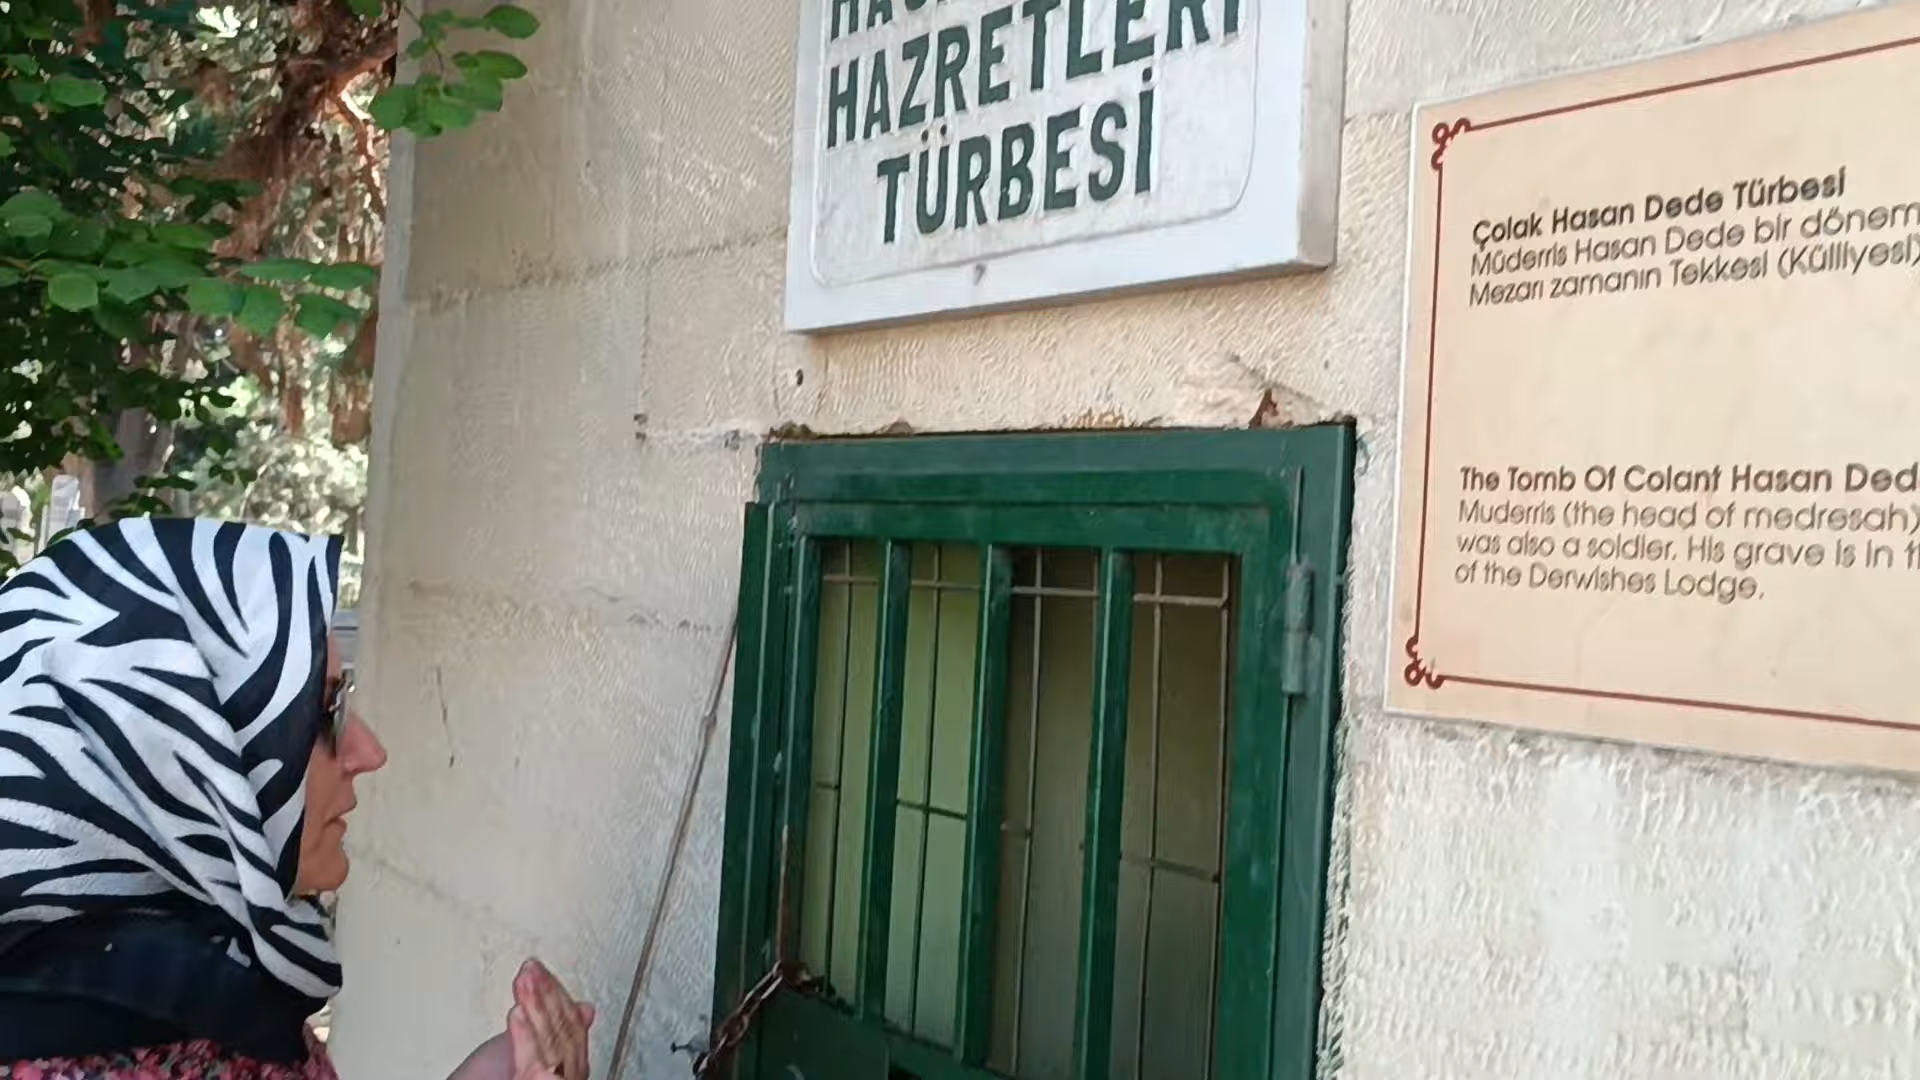 HAZRETLERİ
TÜRBESİ
Çolak Hasan Dede Türbesi
Müderris Hasan Dede bir dönem
Mezarı zamanın Tekkesi (Külliyesi)
The Tomb Of Colant Hasan Ded
Muderris (the head of medresah)
was also a soldier. His grave is in t
of the Derwishes Lodge.